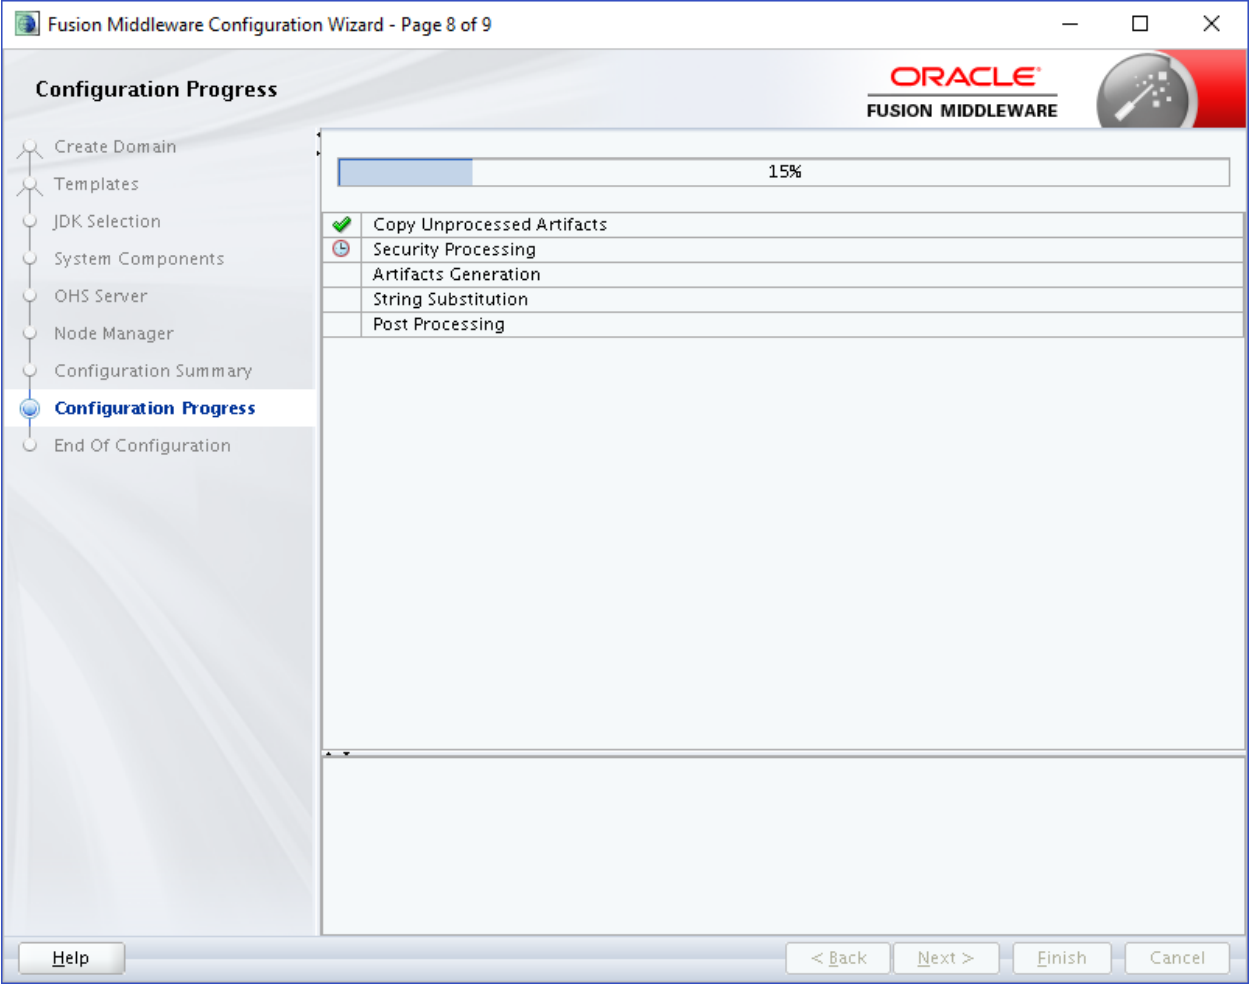 Fusion Middleware Configuration Wizard - Page 8 of 9
Configuration Progress
ORACLE
FUSION MIDDLEWARE
Create Domain
Templates
JDK Selection
System Components
OHS Server
Node Manager
Configuration Summary
Configuration Progress
End Of Configuration
15%
Copy Unprocessed Artifacts
Security Processing
Artifacts Generation
String Substitution
Post Processing
Help
< Back
Next >
Finish
Cancel